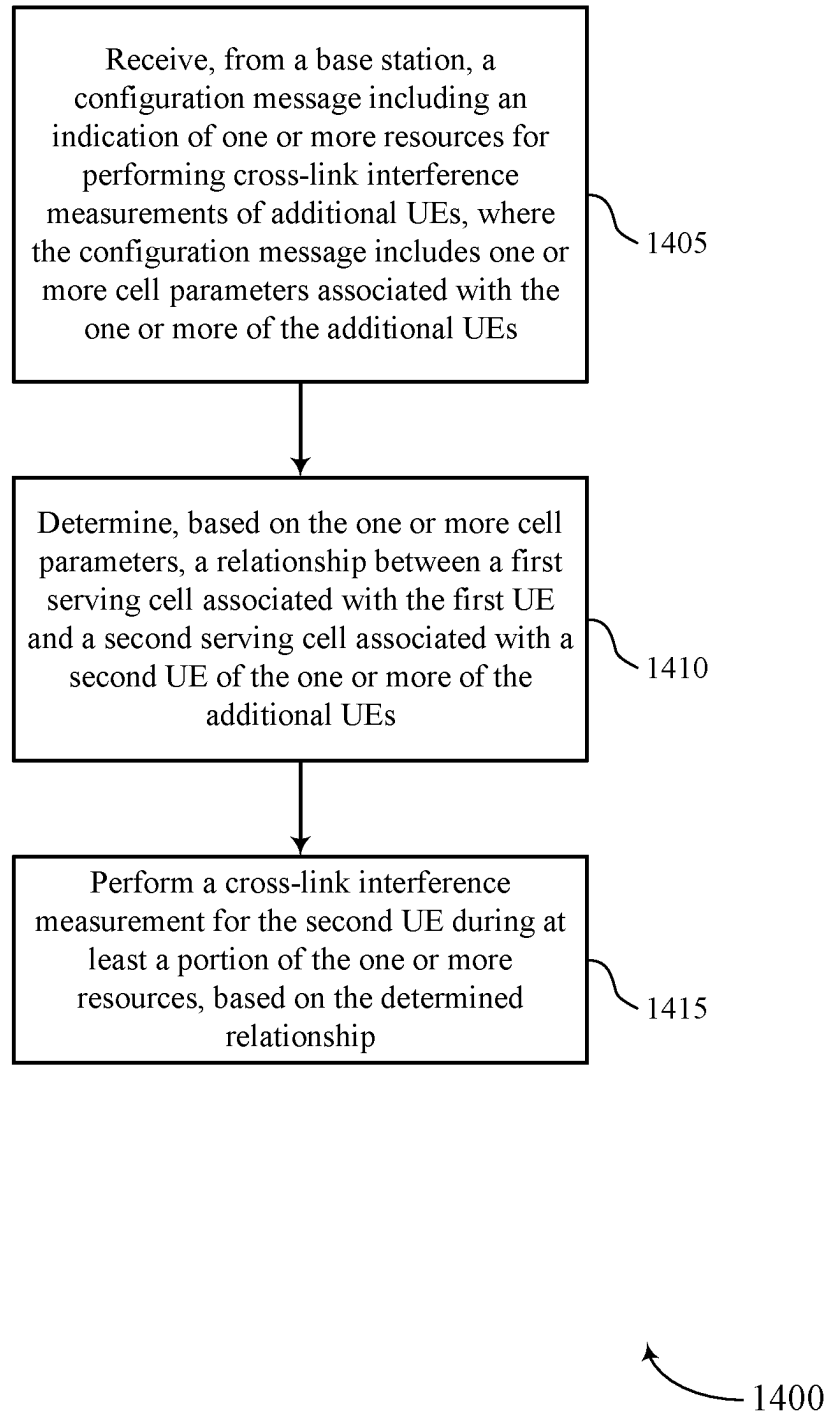 Receive, from a base station, a
configuration message including an
indication of one or more resources for
performing cross-link interference
measurements of additional UEs, where
the configuration message includes one or
more cell parameters associated with the
one or more of the additional UEs
1405
Determine, based on the one or more cell
parameters, a relationship between a first
serving cell associated with the first UE
and a second serving cell associated with a
second UE of the one or more of the
additional UEs
1410
Perform a cross-link interference
measurement for the second UE during at
least a portion of the one or more
resources, based on the determined
relationship
1415
1400